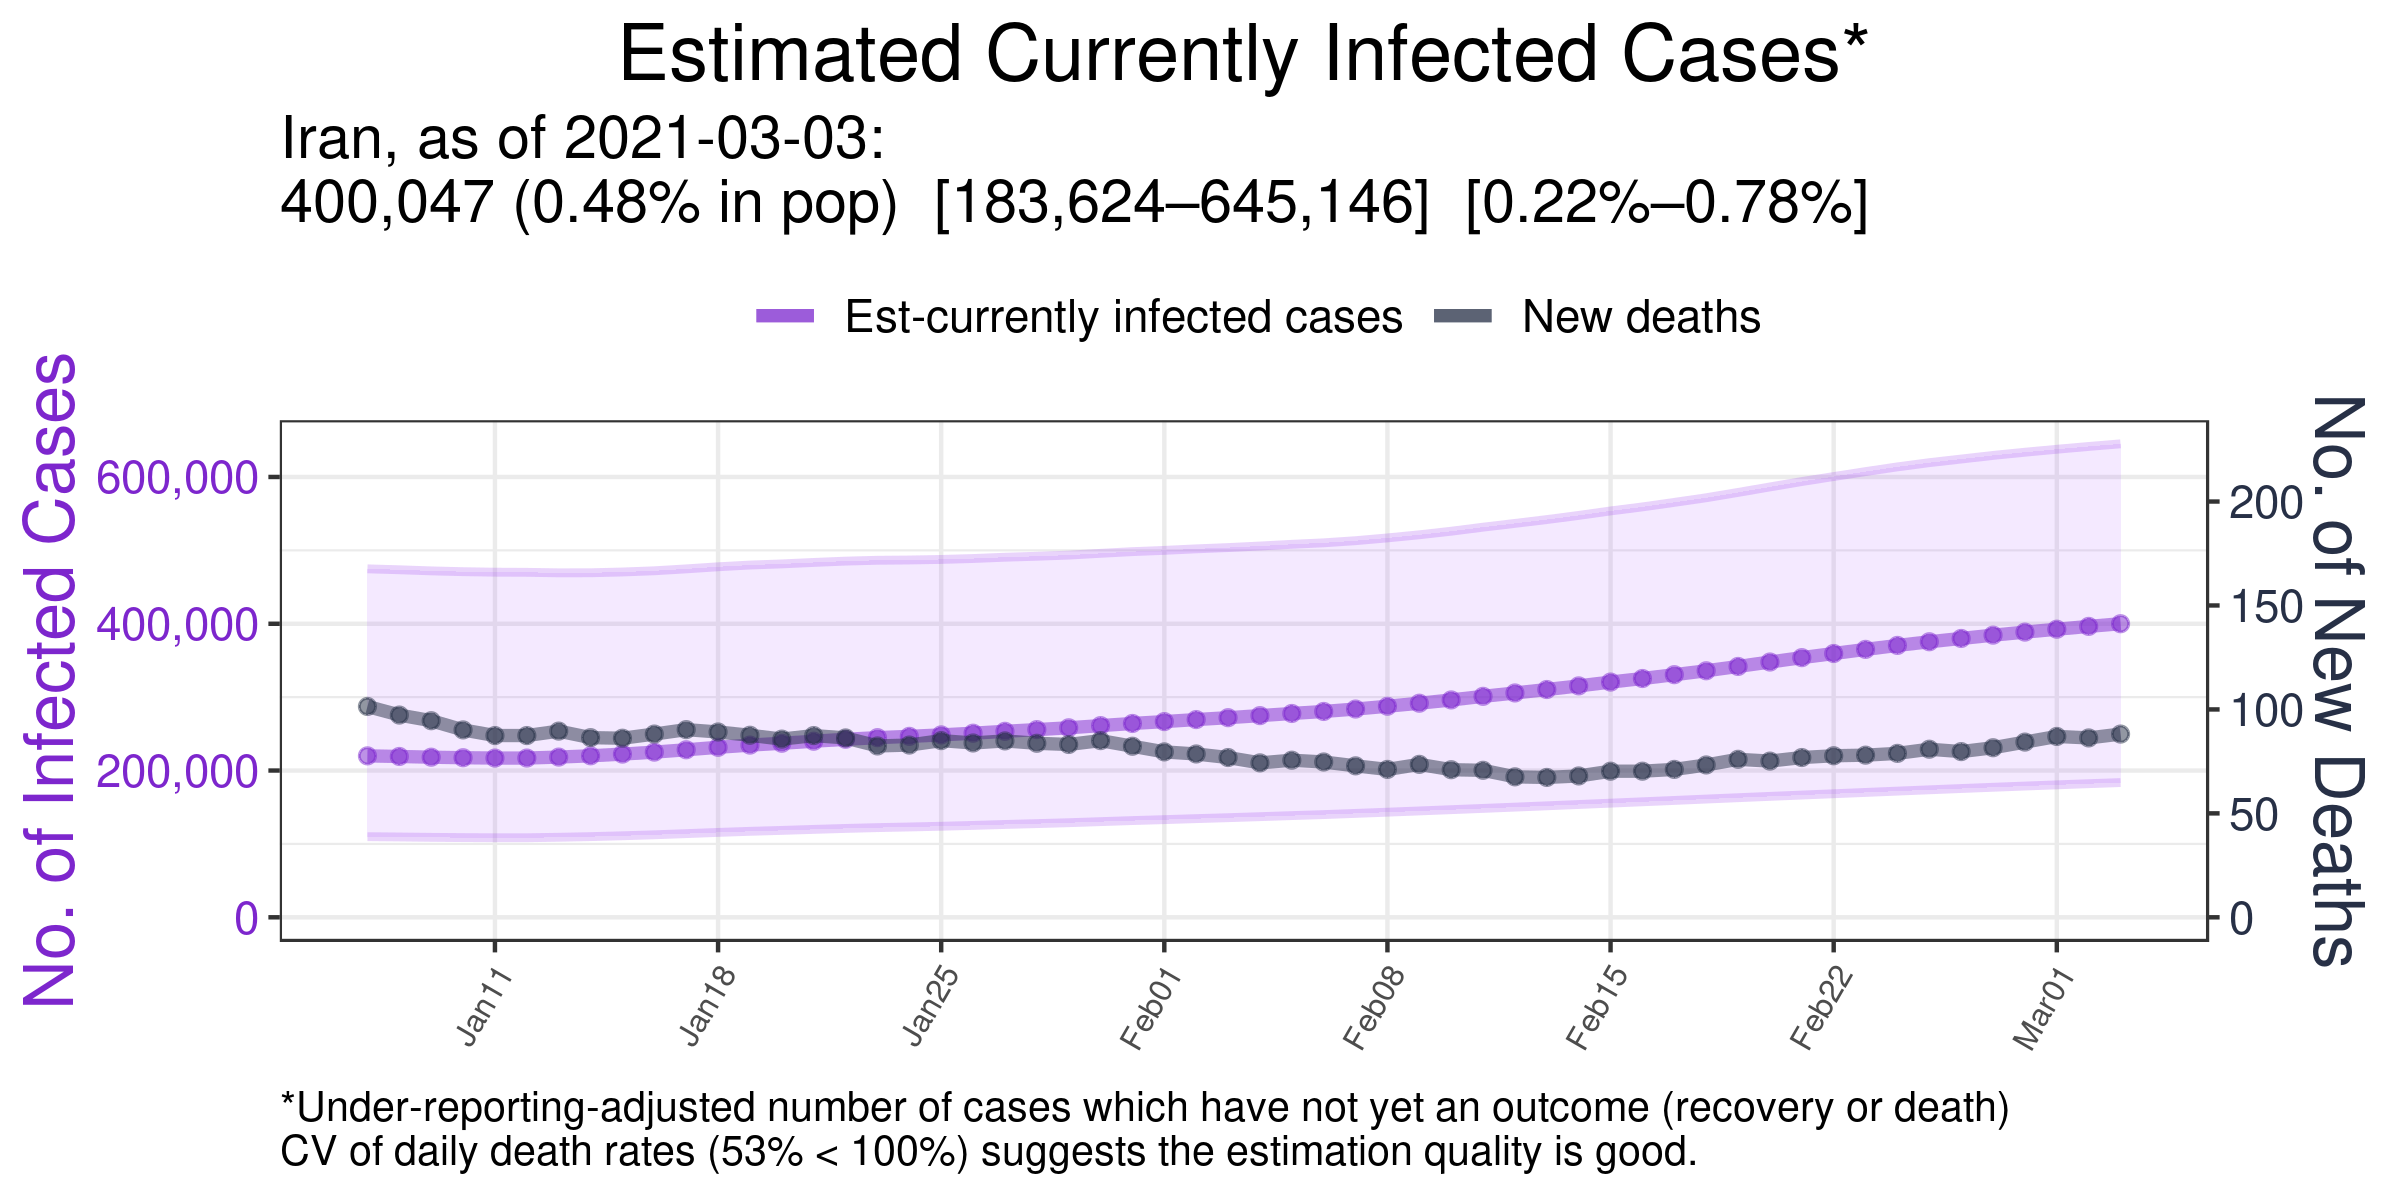 Estimated Currently Infected Cases*
Iran, as of 2021-03-03:
400,047 (0.48% in pop)  [183,624–645,146]  [0.22%–0.78%]
Est-currently infected cases
New deaths
No. of Infected Cases
600,000
400,000
200,000
0
No. of New Deaths
200
150
100
50
0
Jan11
Jan18
Jan25
Feb01
Feb08
Feb15
Feb22
Mar01
*Under-reporting-adjusted number of cases which have not yet an outcome (recovery or death)
CV of daily death rates (53% < 100%) suggests the estimation quality is good.